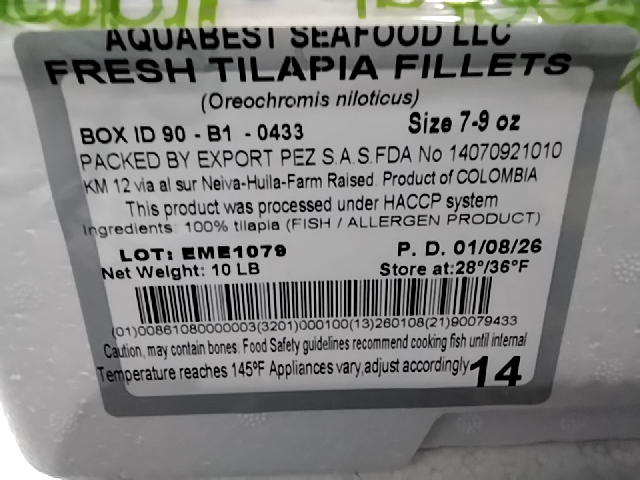 AQUABEST SEAFOOD LLC
FRESH TILAPIA FILLETS
(Oreochromis niloticus)
BOX ID 90 - B1 - 0433 Size 7-9 oz
PACKED BY EXPORT PEZ S.A.S.FDA No 14070921010
KM 12 via al sur Neiva-Huila-Farm Raised. Product of COLOMBIA
This product was processed under HACCP system
Ingredients: 100% tilapia (FISH / ALLERGEN PRODUCT)
LOT: EME1079 P. D. 01/08/26
Net Weight: 10 LB Store at:28°/36°F
(01)00861080000003(3201)000100(13)260108(21)90079433
Caution, may contain bones. Food Safety guidelines recommend cooking fish until internal
Temperature reaches 145ºF Appliances vary,adjust accordingly 14